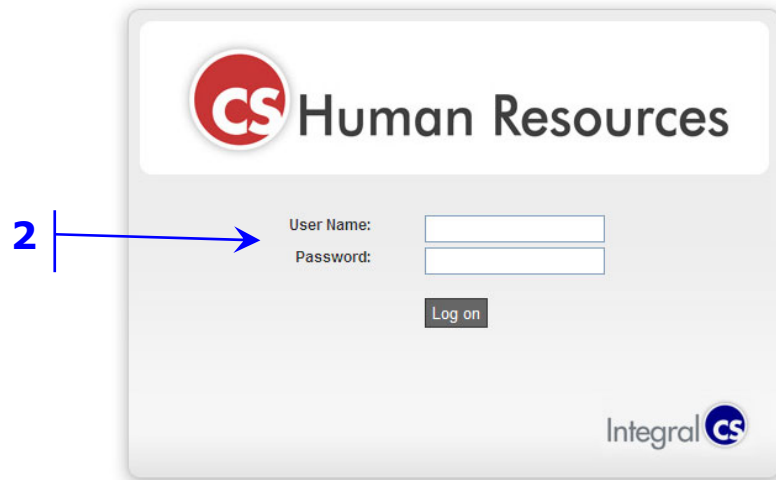 CS Human Resources
2
User Name:
Password:
Log on
Integral CS